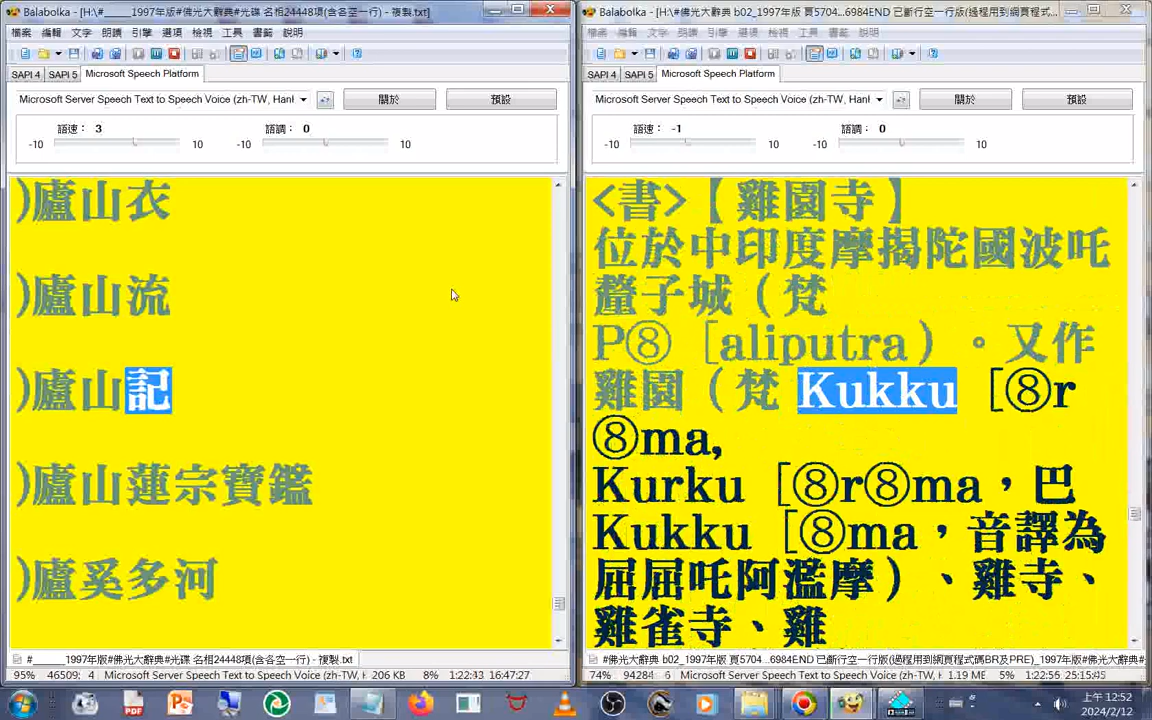 Balabolka - [H:\#_____1997年版#佛光大辭典#光碟 名相24448項(含各空一行) - 複製.txt]
檔案 編輯 文字 朗讀 引擎 選項 檢視 工具 書籤 說明
SAPI 4 SAPI 5 Microsoft Speech Platform
Microsoft Server Speech Text to Speech Voice (zh-TW, Hanl
關於
預設
語速： 3
語調： 0
-10 10 -10 10
)廬山衣
)廬山流
)廬山記
)廬山蓮宗寶鑑
)廬奚多河
#_____1997年版#佛光大辭典#光碟 名相24448項(含各空一行) - 複製.txt
95% 46509; 4 Microsoft Server Speech Text to Speech Voice (zh-TW, H 206 KB 8% 1:22:33 16:47:27
Balabolka - [H:\#佛光大辭典 b02_1997年版 頁5704...6984END 已斷行空一行版(過程用到網頁程式...
檔案 編輯 文字 朗讀 引擎 選項 檢視 工具 書籤 說明
SAPI 4 SAPI 5 Microsoft Speech Platform
Microsoft Server Speech Text to Speech Voice (zh-TW, Hanl
關於
預設
語速： -1
語調： 0
-10 10 -10 10
<書>【雞園寺】
位於中印度摩揭陀國波吒
釐子城（梵
P⑧［aliputra）。又作
雞園（梵 Kukku［⑧r
⑧ma,
Kurku［⑧r⑧ma，巴
Kukku［⑧ma，音譯為
屈屈吒阿濫摩）、雞寺、
雞雀寺、雞
#佛光大辭典 b02_1997年版 頁5704...6984END 已斷行空一行版(過程用到網頁程式碼BR及PRE)_1997年版#
74% 94284 Microsoft Server Speech Text to Speech Voice (zh-TW, H 1.19 ME 5% 1:22:56 25:15:45
上午 12:52
2024/2/12